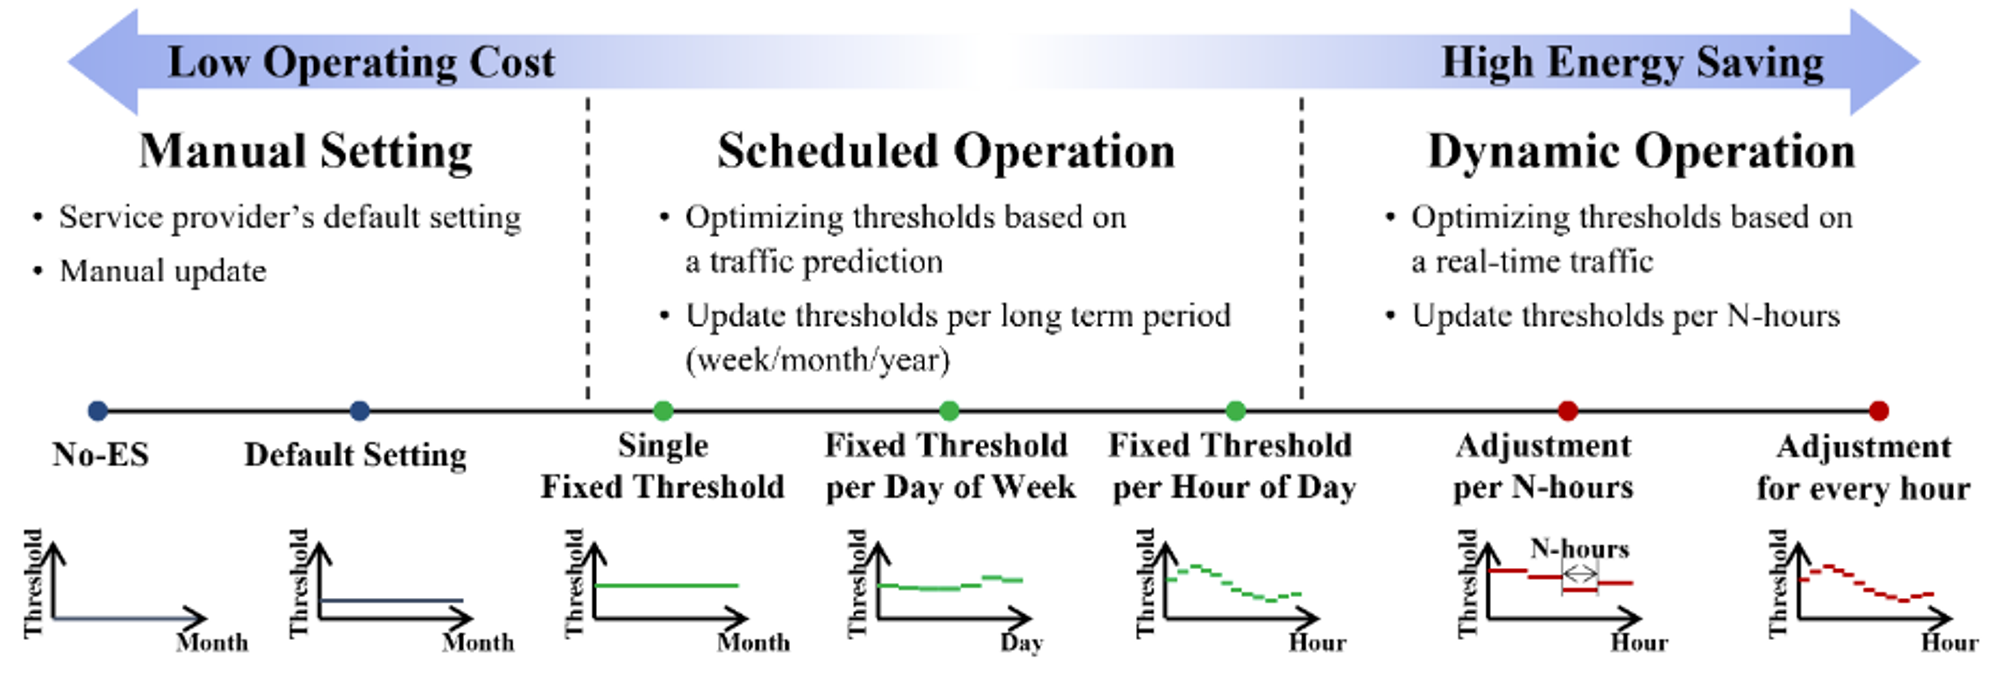 Low Operating Cost
High Energy Saving
Manual Setting
• Service provider’s default setting
• Manual update
Scheduled Operation
• Optimizing thresholds based on
a traffic prediction
• Update thresholds per long term period
(week/month/year)
Dynamic Operation
• Optimizing thresholds based on
a real-time traffic
• Update thresholds per N-hours
No-ES
Default Setting
Single
Fixed Threshold
Fixed Threshold
per Day of Week
Fixed Threshold
per Hour of Day
Adjustment
per N-hours
Adjustment
for every hour
Threshold
Month
Threshold
Month
Threshold
Month
Threshold
Day
Threshold
Hour
Threshold
N-hours
Hour
Threshold
Hour